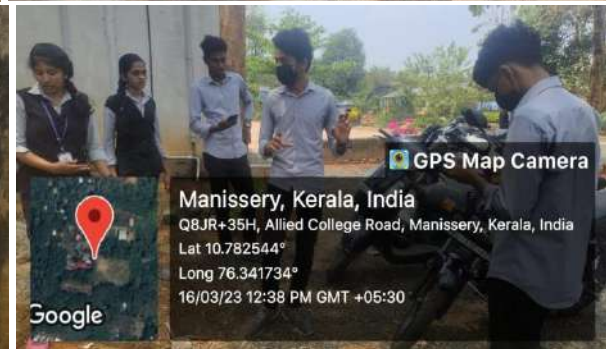 GPS Map Camera
Manissery, Kerala, India
Q8JR+35H, Allied College Road, Manissery, Kerala, India
Lat 10.782544°
Long 76.341734°
16/03/23 12:38 PM GMT +05:30
Google